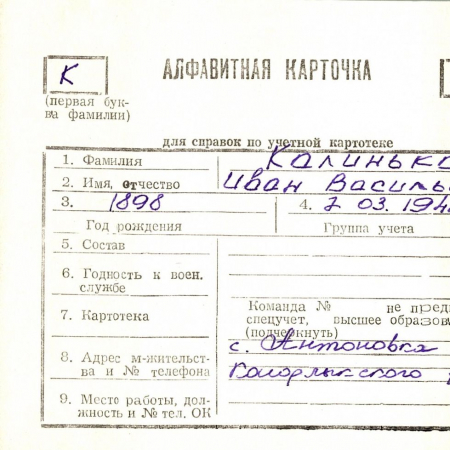 К АЛФАВИТНАЯ КАРТОЧКА
(первая бук-
ва фамилии)
для справок по учетной картотеке
1. Фамилия Калинько
2. Имя, отчество Иван Василь
3. 1898 4. 2 03. 194
Год рождения Группа учета
5. Состав
6. Годность к воен.
службе
Команда № не пред
7. Картотека спецучет, высшее образов
(подчеркнуть)
с. Антоновка
8. Адрес м-жительст-
ва и № телефона Кагарлыкского
9. Место работы, дол-
жность и № тел. ОК